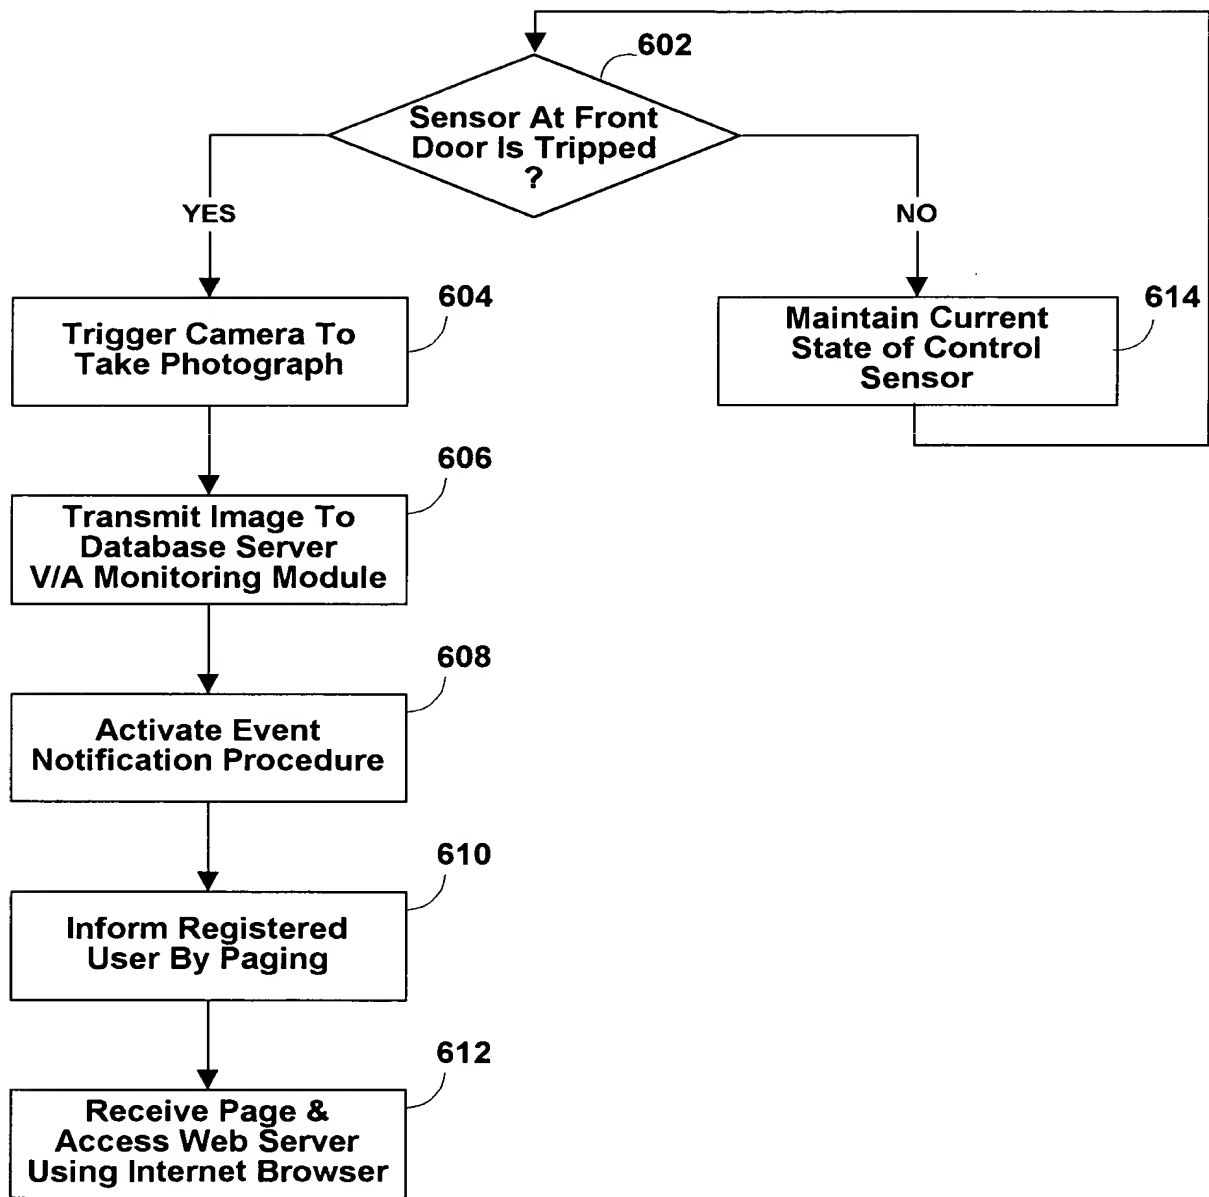 602
Sensor At Front
Door Is Tripped
?
YES
NO
604
Trigger Camera To
Take Photograph
614
Maintain Current
State of Control
Sensor
606
Transmit Image To
Database Server
V/A Monitoring Module
608
Activate Event
Notification Procedure
610
Inform Registered
User By Paging
612
Receive Page &
Access Web Server
Using Internet Browser